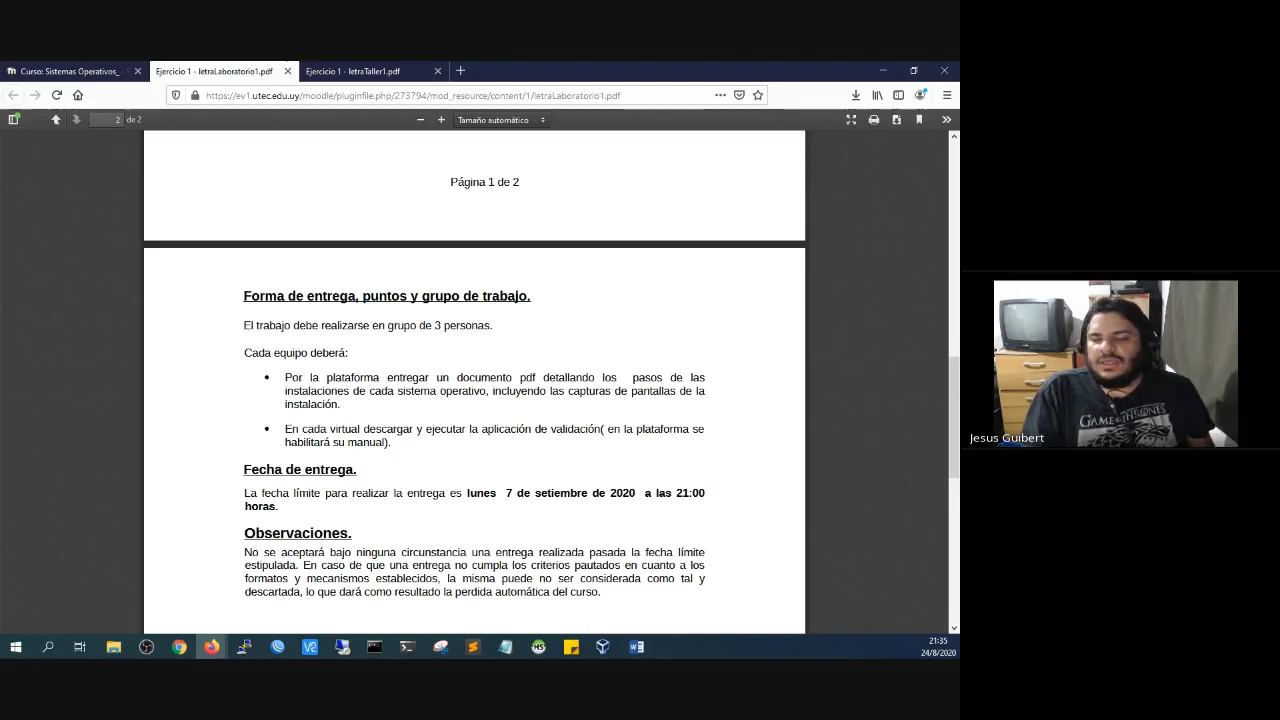 Curso: Sistemas Operativos_ -
Ejercicio 1 - letraLaboratorio1.pdf
Ejercicio 1 - letraTaller1.pdf
https://ev1.utec.edu.uy/moodle/pluginfile.php/273794/mod_resource/content/1/letraLaboratorio1.pdf
2 de 2
Tamaño automático
Página 1 de 2
Forma de entrega, puntos y grupo de trabajo.
El trabajo debe realizarse en grupo de 3 personas.
Cada equipo deberá:
• Por la plataforma entregar un documento pdf detallando los pasos de las
instalaciones de cada sistema operativo, incluyendo las capturas de pantallas de la
instalación.
• En cada virtual descargar y ejecutar la aplicación de validación( en la plataforma se
habilitará su manual).
Fecha de entrega.
La fecha límite para realizar la entrega es lunes 7 de setiembre de 2020 a las 21:00
horas.
Observaciones.
No se aceptará bajo ninguna circunstancia una entrega realizada pasada la fecha límite
estipulada. En caso de que una entrega no cumpla los criterios pautados en cuanto a los
formatos y mecanismos establecidos, la misma puede no ser considerada como tal y
descartada, lo que dará como resultado la perdida automática del curso.
GAME OF THRONES
Jesus Guibert
21:35
24/8/2020